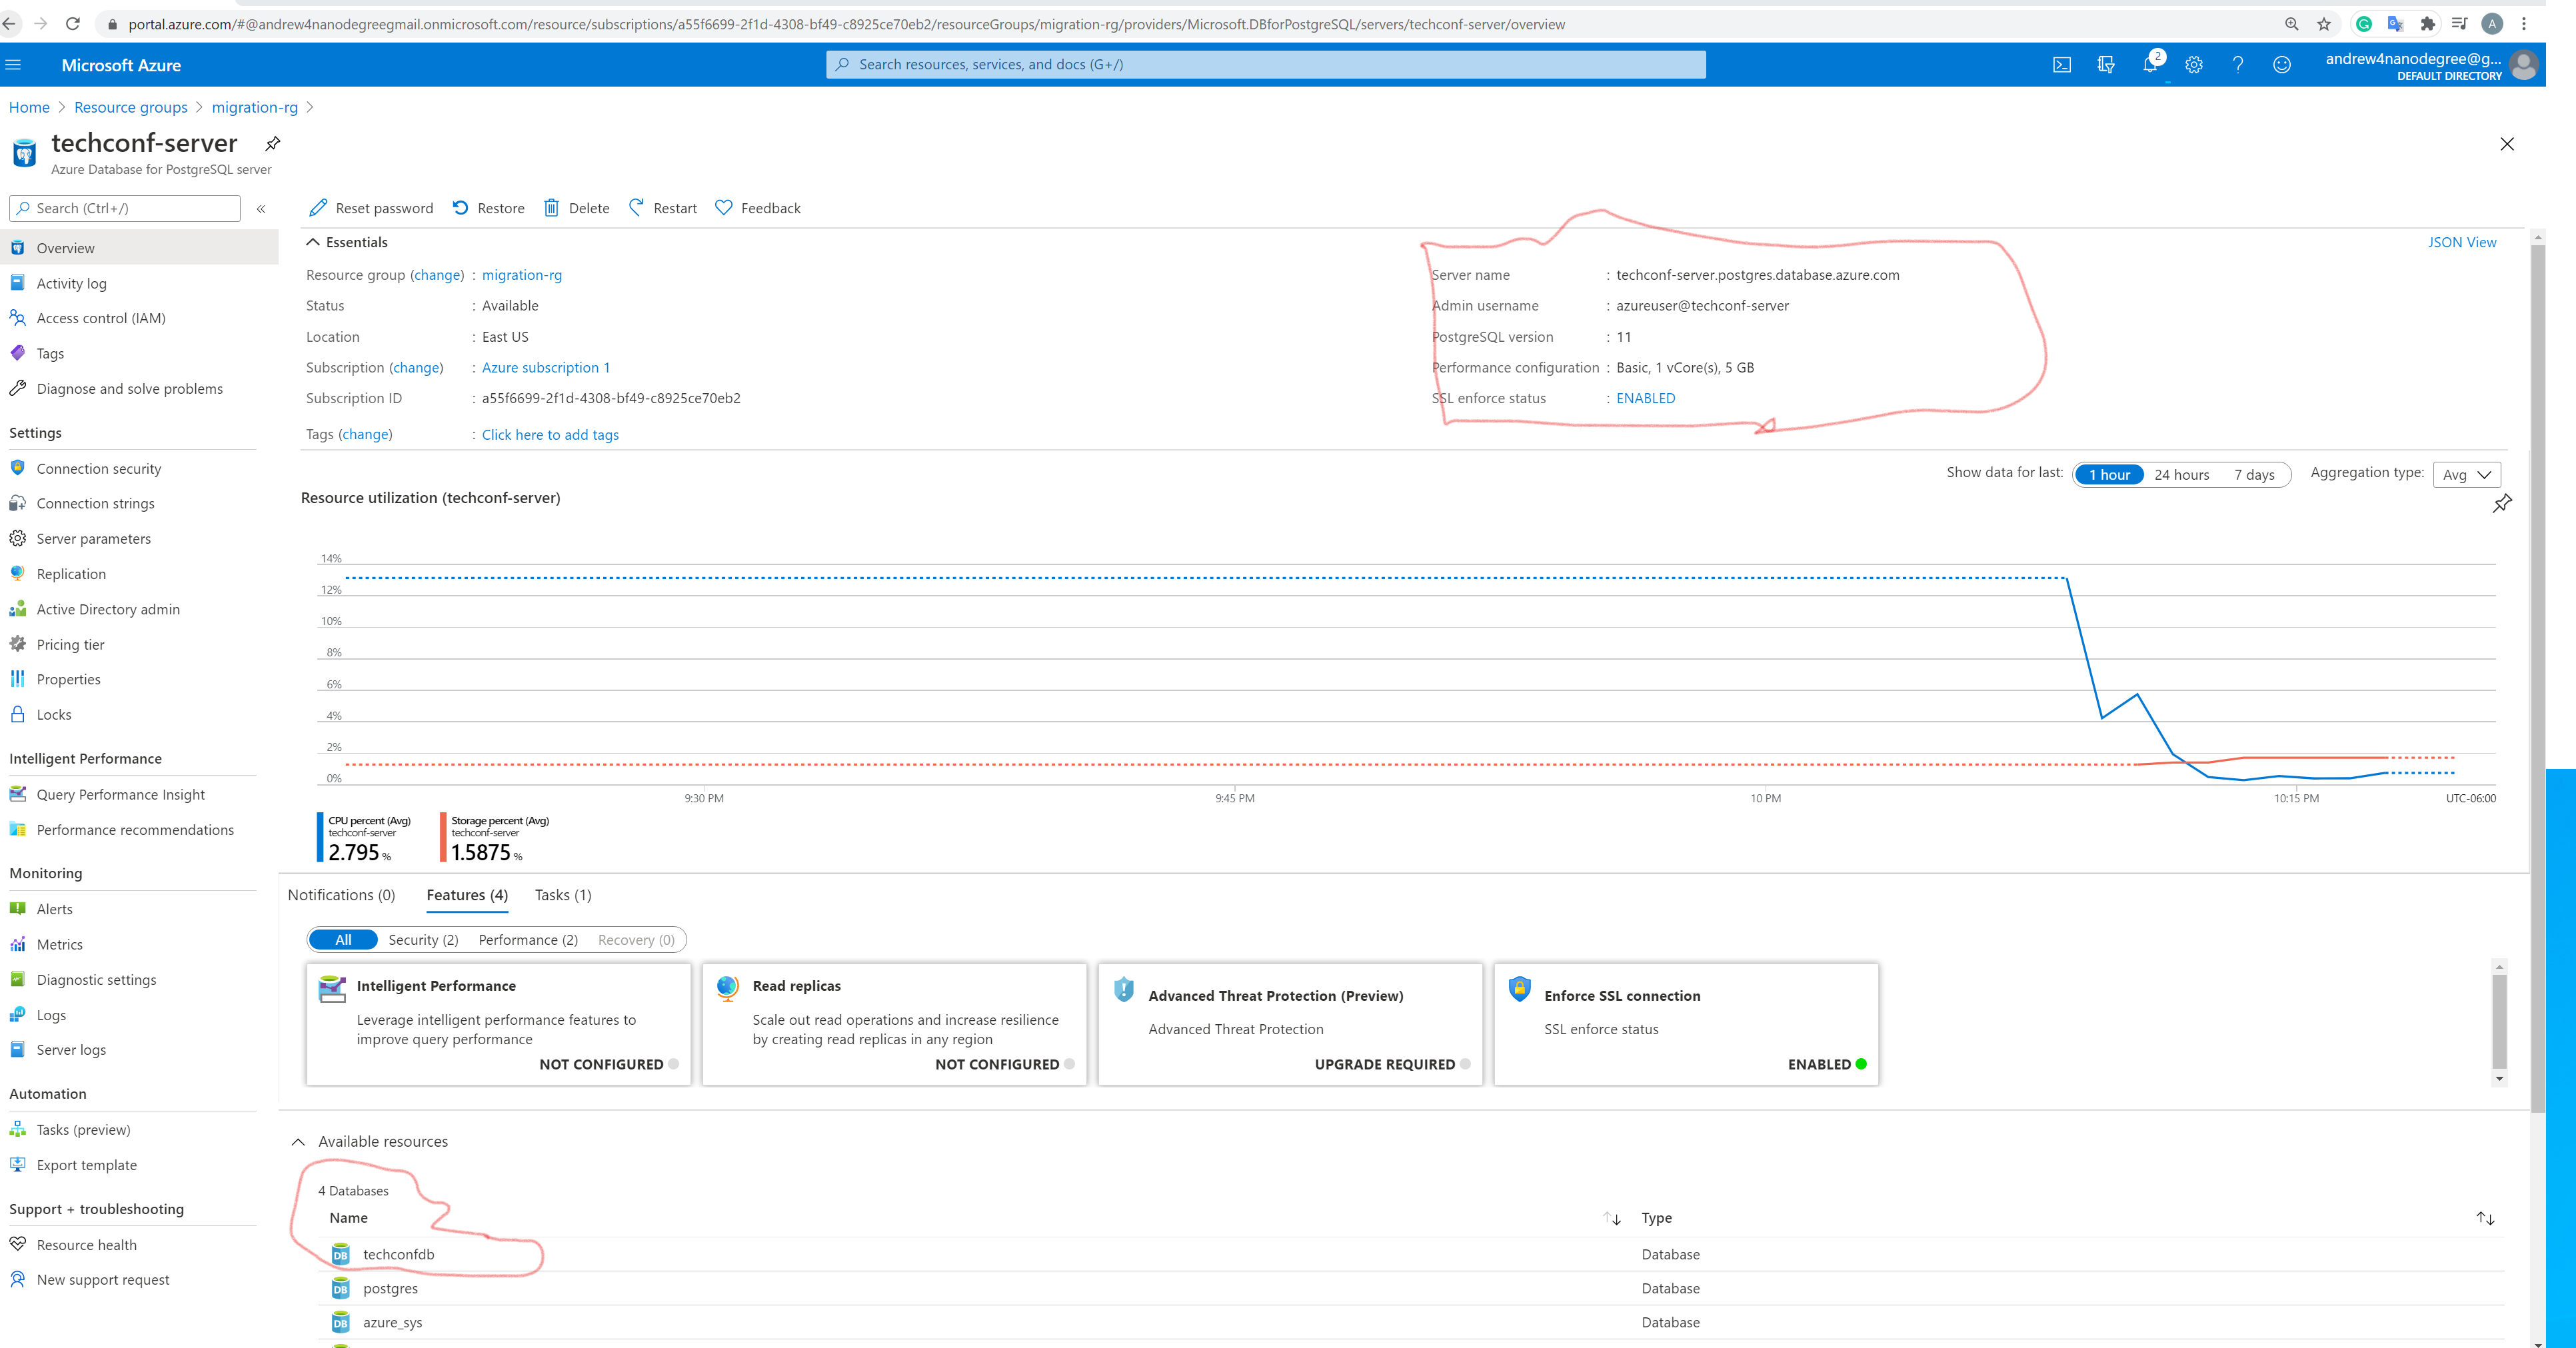 portal.azure.com/#@andrew4nanodegreegmail.onmicrosoft.com/resource/subscriptions/a55f6699-2f1d-4308-bf49-c8925ce70eb2/resourceGroups/migration-rg/providers/Microsoft.DBforPostgreSQL/servers/techconf-server/overview
A
Microsoft Azure
Search resources, services, and docs (G+/)
2
andrew4nanodegree@g...
DEFAULT DIRECTORY
Home > Resource groups > migration-rg >
techconf-server
Azure Database for PostgreSQL server
Search (Ctrl+/)
«
Overview
Activity log
Access control (IAM)
Tags
Diagnose and solve problems
Settings
Connection security
Connection strings
Server parameters
Replication
Active Directory admin
Pricing tier
Properties
Locks
Intelligent Performance
Query Performance Insight
Performance recommendations
Monitoring
Alerts
Metrics
Diagnostic settings
Logs
Server logs
Automation
Tasks (preview)
Export template
Support + troubleshooting
Resource health
New support request
Reset password Restore Delete Restart Feedback
Essentials
JSON View
Resource group (change) : migration-rg
Status : Available
Location : East US
Subscription (change) : Azure subscription 1
Subscription ID : a55f6699-2f1d-4308-bf49-c8925ce70eb2
Tags (change) : Click here to add tags
Server name : techconf-server.postgres.database.azure.com
Admin username : azureuser@techconf-server
PostgreSQL version : 11
Performance configuration : Basic, 1 vCore(s), 5 GB
SSL enforce status : ENABLED
Show data for last: 1 hour 24 hours 7 days Aggregation type: Avg
Resource utilization (techconf-server)
14%
12%
10%
8%
6%
4%
2%
0%
9:30 PM 9:45 PM 10 PM 10:15 PM UTC-06:00
CPU percent (Avg)
techconf-server
2.795 %
Storage percent (Avg)
techconf-server
1.5875 %
Notifications (0) Features (4) Tasks (1)
All Security (2) Performance (2) Recovery (0)
Intelligent Performance
Leverage intelligent performance features to
improve query performance
NOT CONFIGURED
Read replicas
Scale out read operations and increase resilience
by creating read replicas in any region
NOT CONFIGURED
Advanced Threat Protection (Preview)
Advanced Threat Protection
UPGRADE REQUIRED
Enforce SSL connection
SSL enforce status
ENABLED
Available resources
4 Databases
Name Type
DB techconfdb Database
DB postgres Database
DB azure_sys Database